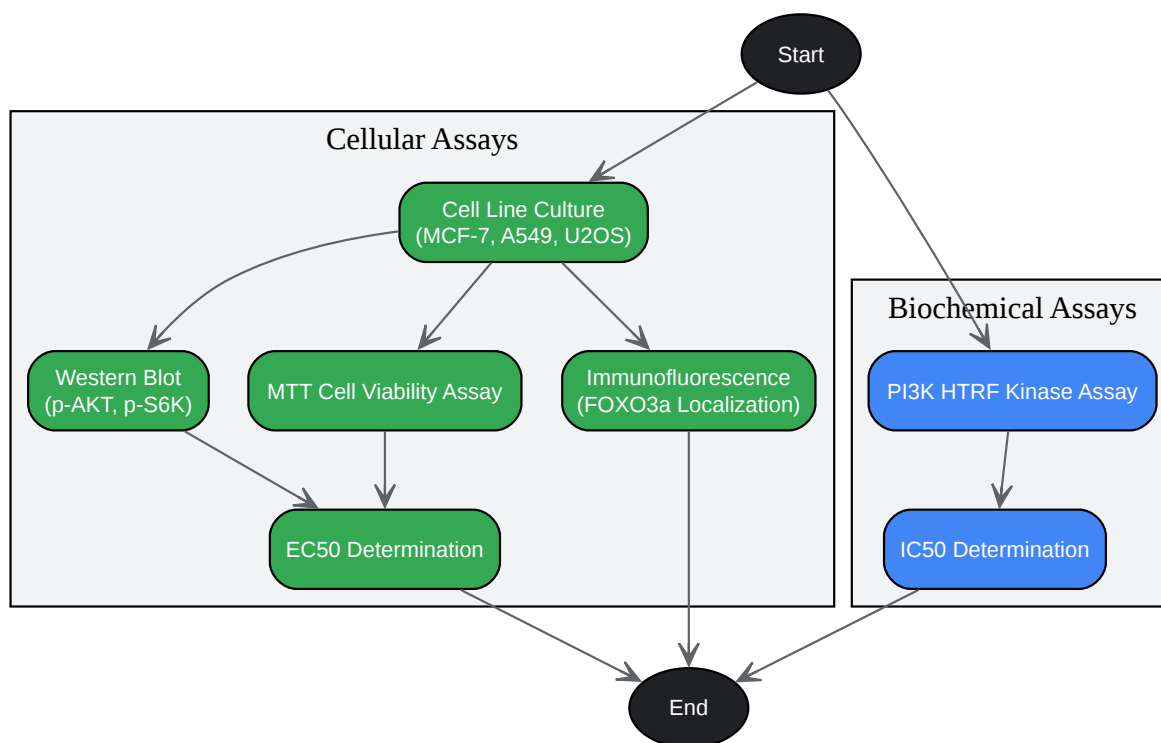 Start
Cellular Assays
Cell Line Culture
(MCF-7, A549, U2OS)
Biochemical Assays
Western Blot
(p-AKT, p-S6K)
MTT Cell Viability Assay
Immunofluorescence
(FOXO3a Localization)
PI3K HTRF Kinase Assay
EC50 Determination
IC50 Determination
End